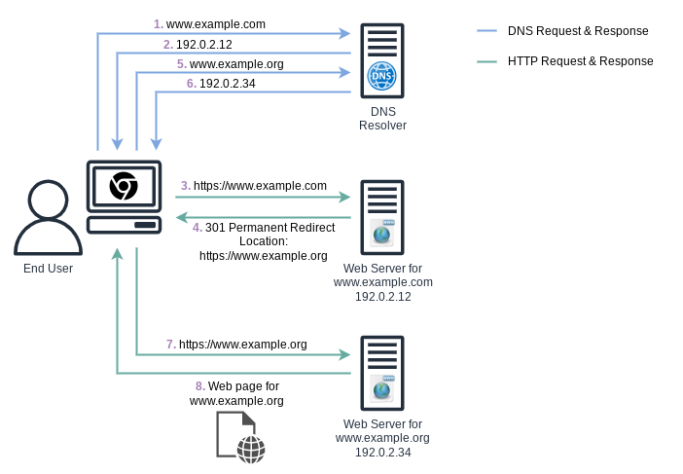 1. www.example.com
2. 192.0.2.12
5. www.example.org
6. 192.0.2.34
DNS Request & Response
HTTP Request & Response
DNS
DNS
Resolver
3. https://www.example.com
4. 301 Permanent Redirect
Location:
https://www.example.org
End User
Web Server for
www.example.com
192.0.2.12
7. https://www.example.org
8. Web page for
www.example.org
Web Server for
www.example.org
192.0.2.34